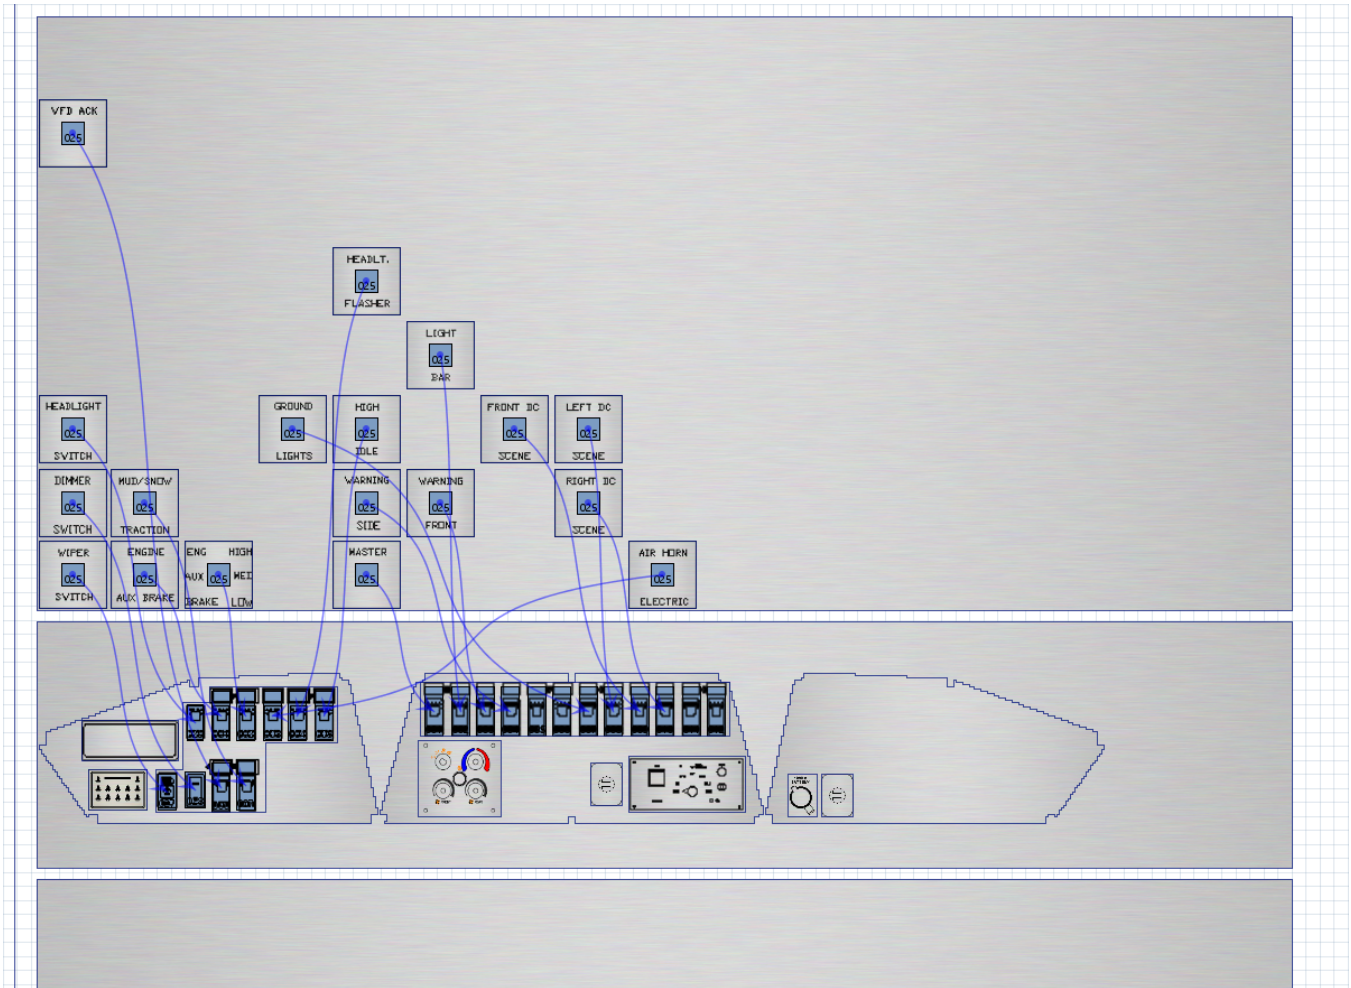 VFD ACK
025
HEADLT.
025
FLASHER
LIGHT
025
BAR
HEADLIGHT
025
SWITCH
GROUND
025
LIGHTS
HIGH
025
IDLE
FRONT DC
025
SCENE
LEFT DC
025
SCENE
DIMMER
025
SWITCH
MUD/SNOW
025
TRACTION
WARNING
025
SIDE
WARNING
025
FRONT
RIGHT DC
025
SCENE
WIPER
025
SWITCH
ENGINE
025
AUX BRAKE
ENG HIGH
AUX 025 MED
BRAKE LOW
MASTER
025
AIR HORN
025
ELECTRIC